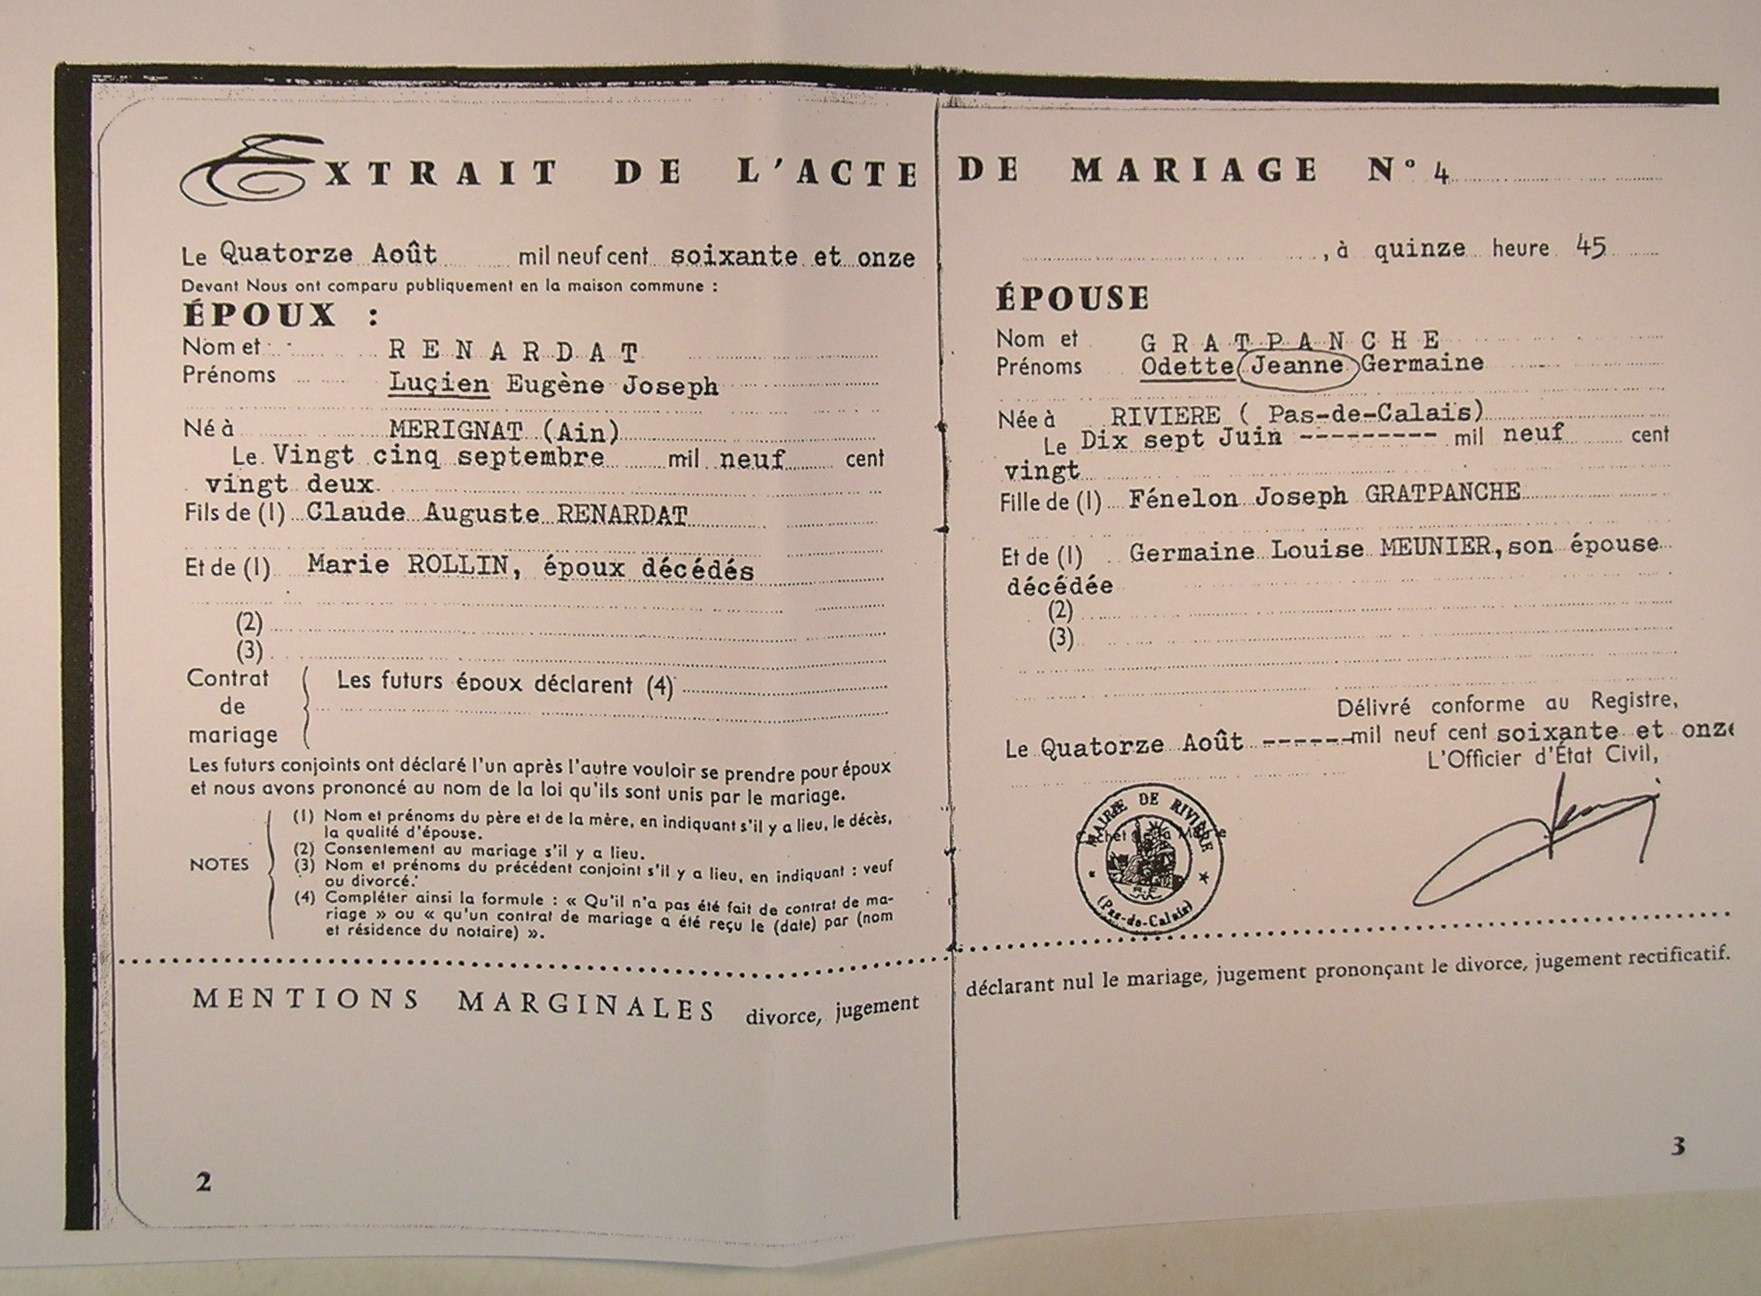 EXTRAIT DE L'ACTE DE MARIAGE N° 4
Le Quatorze Août mil neuf cent soixante et onze , à quinze heure 45
Devant Nous ont comparu publiquement en la maison commune :
ÉPOUX :
Nom et RENARDAT
Prénoms Lucien Eugène Joseph
Né à MERIGNAT (Ain)
Le Vingt cinq septembre mil neuf cent
vingt deux
Fils de (1) Claude Auguste RENARDAT
Et de (1) Marie ROLLIN, époux décédés
(2)
(3)
Contrat
de
mariage
Les futurs époux déclarent (4)
Les futurs conjoints ont déclaré l'un après l'autre vouloir se prendre pour époux
et nous avons prononcé au nom de la loi qu'ils sont unis par le mariage.
NOTES
(1) Nom et prénoms du père et de la mère, en indiquant s'il y a lieu, le décès,
la qualité d'épouse.
(2) Consentement au mariage s'il y a lieu.
(3) Nom et prénoms du précédent conjoint s'il y a lieu, en indiquant : veuf
ou divorcé.
(4) Compléter ainsi la formule : « Qu'il n'a pas été fait de contrat de ma-
riage » ou « qu'un contrat de mariage a été reçu le (date) par (nom
et résidence du notaire) ».
ÉPOUSE
Nom et GRATPANCHE
Prénoms Odette Jeanne Germaine
Née à RIVIERE ( Pas-de-Calais)
Le Dix sept Juin --------- mil neuf cent
vingt
Fille de (1) Fénelon Joseph GRATPANCHE
Et de (1) Germaine Louise MEUNIER, son épouse
décédée
(2)
(3)
Délivré conforme au Registre,
Le Quatorze Août ------ mil neuf cent soixante et onze
L'Officier d'État Civil,
MAIRIE DE RIVIÈRE
(Pas-de-Calais)
MENTIONS MARGINALES divorce, jugement déclarant nul le mariage, jugement prononçant le divorce, jugement rectificatif.
2
3